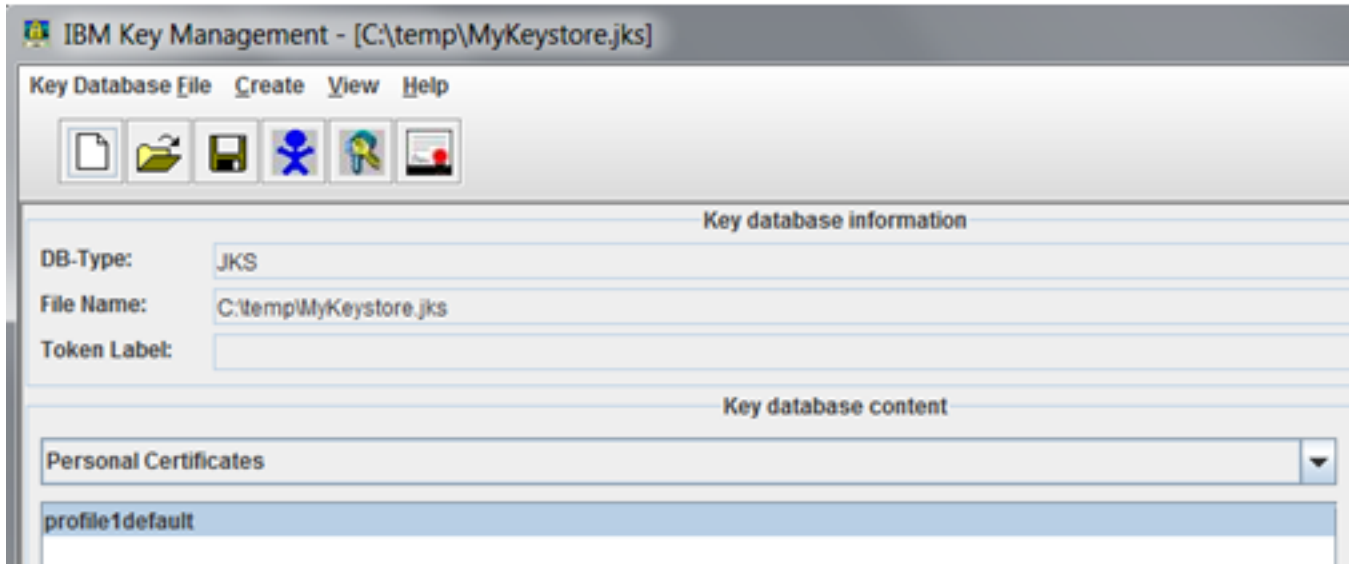 IBM Key Management - [C:\temp\MyKeystore.jks]
Key Database File Create View Help
Key database information
DB-Type: JKS
File Name: C:\temp\MyKeystore.jks
Token Label:
Key database content
Personal Certificates
profile1default